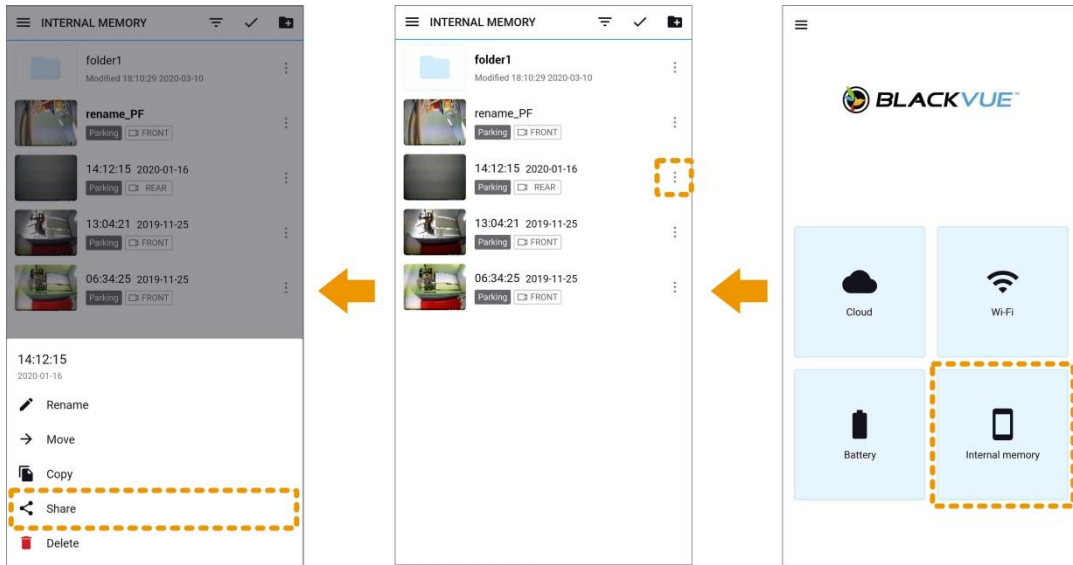 INTERNAL MEMORY
folder1
Modified 18:10:29 2020-03-10
rename_PF
Parking FRONT
14:12:15 2020-01-16
Parking REAR
13:04:21 2019-11-25
Parking FRONT
06:34:25 2019-11-25
Parking FRONT
14:12:15
2020-01-16
Rename
Move
Copy
Share
Delete
INTERNAL MEMORY
folder1
Modified 18:10:29 2020-03-10
rename_PF
Parking FRONT
14:12:15 2020-01-16
Parking REAR
13:04:21 2019-11-25
Parking FRONT
06:34:25 2019-11-25
Parking FRONT
BLACKVUE
Cloud
Wi-Fi
Battery
Internal memory